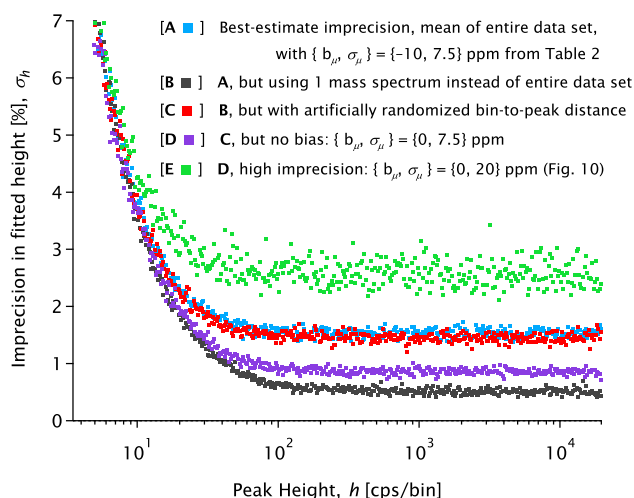 [A ] Best-estimate imprecision, mean of entire data set,
with { bμ, σμ } = {–10, 7.5} ppm from Table 2
[B ] A, but using 1 mass spectrum instead of entire data set
[C ] B, but with artificially randomized bin-to-peak distance
[D ] C, but no bias: { bμ, σμ } = {0, 7.5} ppm
[E ] D, high imprecision: { bμ, σμ } = {0, 20} ppm (Fig. 10)
Imprecision in fitted height [%], σh
7
6
5
4
3
2
1
0
10¹ 10² 10³ 10⁴
Peak Height, h [cps/bin]